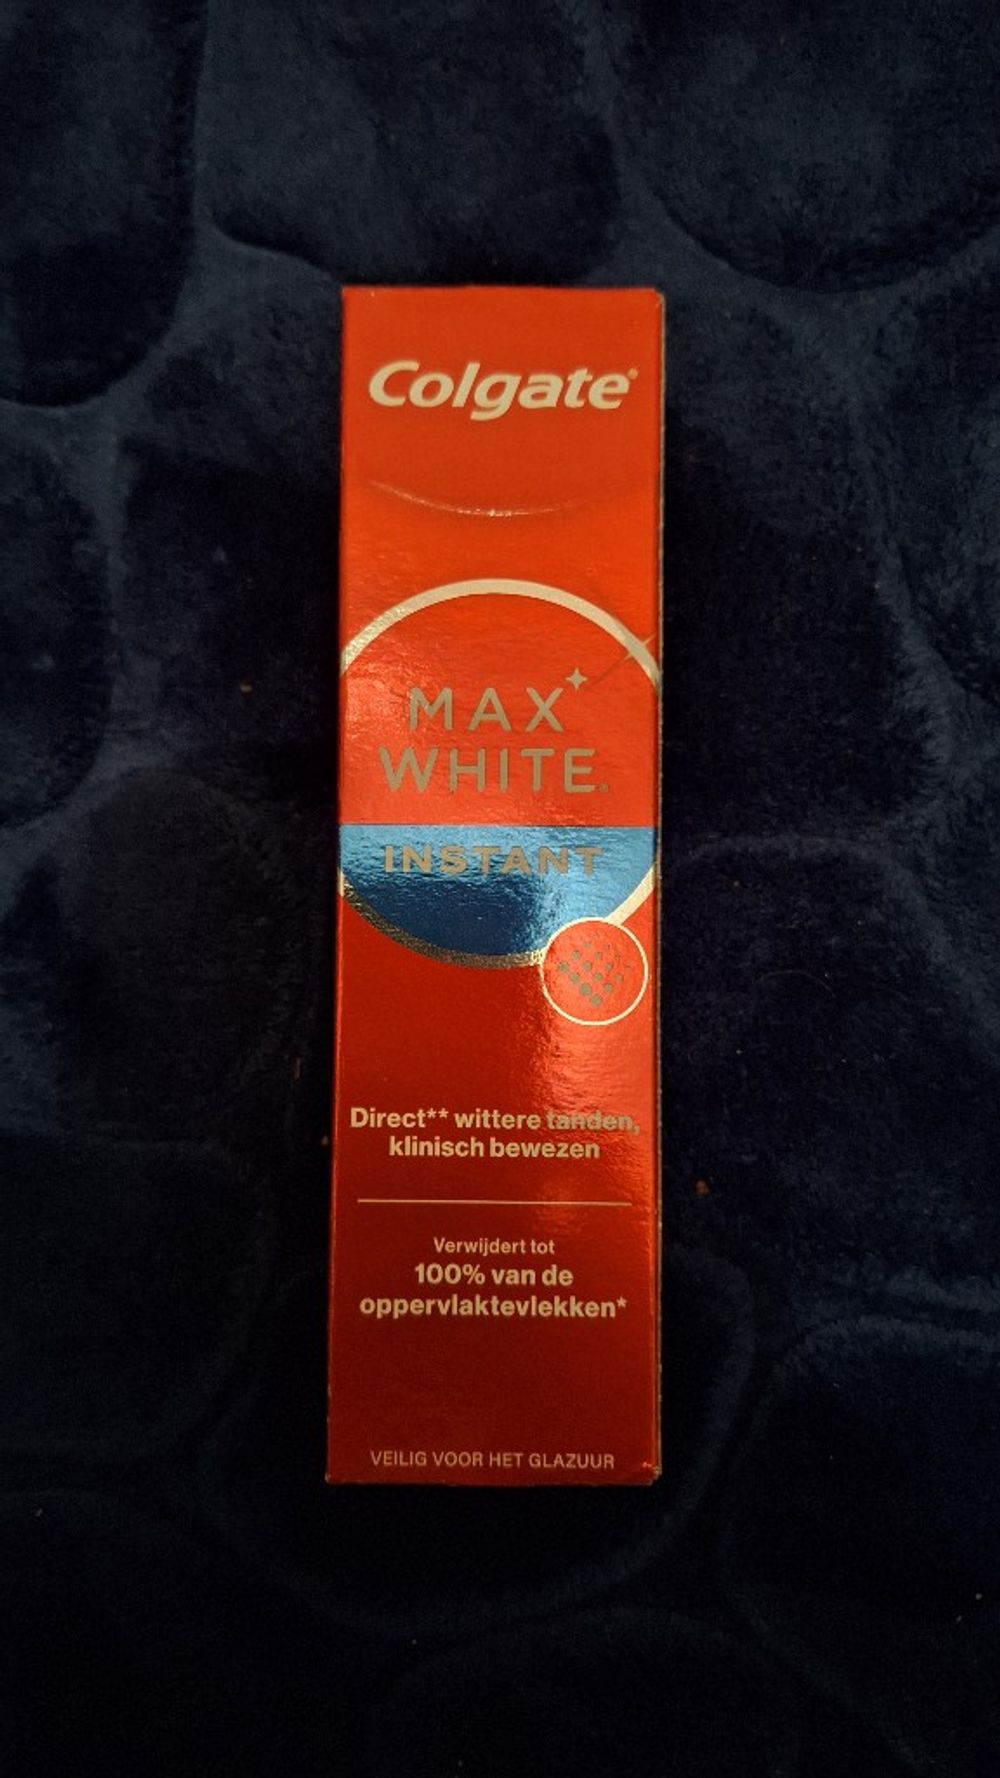 Colgate®
MAX
WHITE®
INSTANT
Direct** wittere tanden,
klinisch bewezen
Verwijdert tot
100% van de
oppervlaktevlekken*
VEILIG VOOR HET GLAZUUR